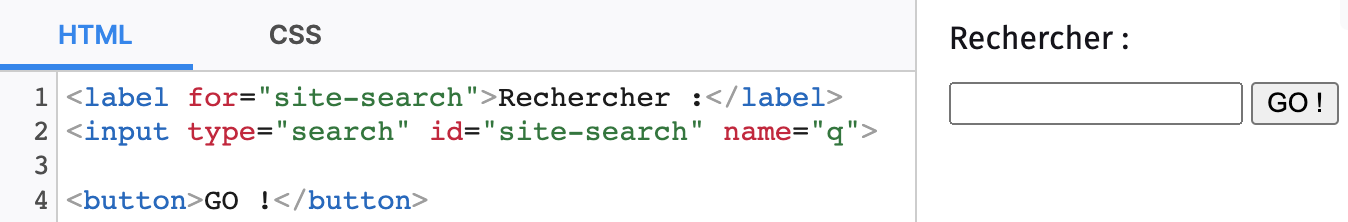 HTML CSS
1 <label for="site-search">Rechercher :</label>
2 <input type="search" id="site-search" name="q">
3
4 <button>GO !</button>
Rechercher :
GO !